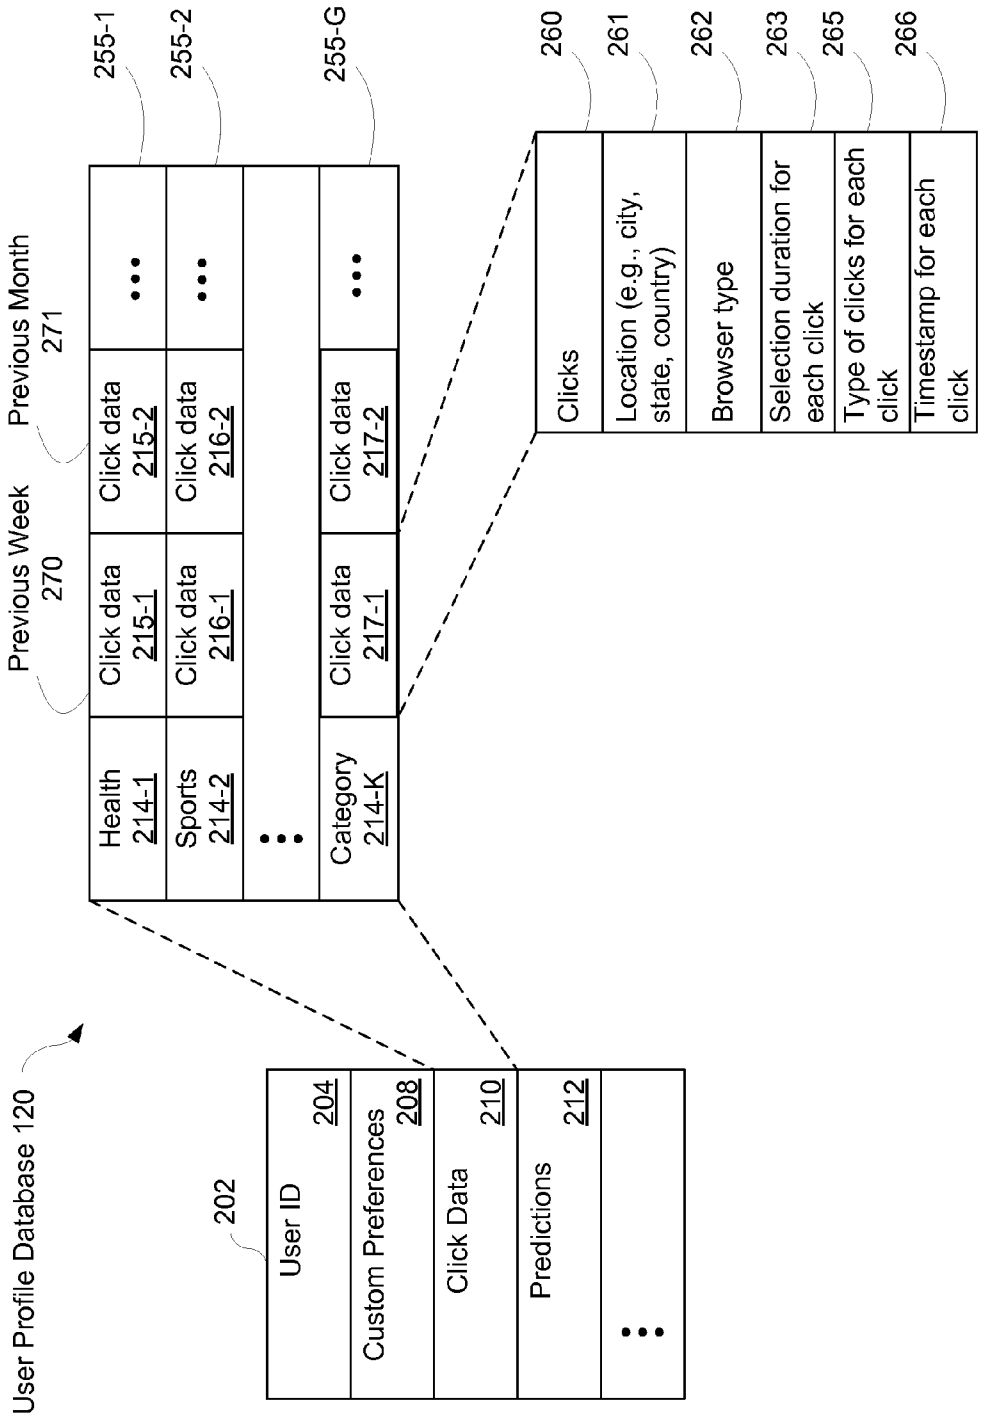 User Profile Database 120
202
User ID
204
Custom Preferences
208
Click Data
210
Predictions
212
Previous Week
270
Previous Month
271
Health
214-1
Click data
215-1
Click data
215-2
255-1
Sports
214-2
Click data
216-1
Click data
216-2
255-2
Category
214-K
Click data
217-1
Click data
217-2
255-G
Clicks
260
Location (e.g., city,
state, country)
261
Browser type
262
Selection duration for
each click
263
Type of clicks for each
click
265
Timestamp for each
click
266